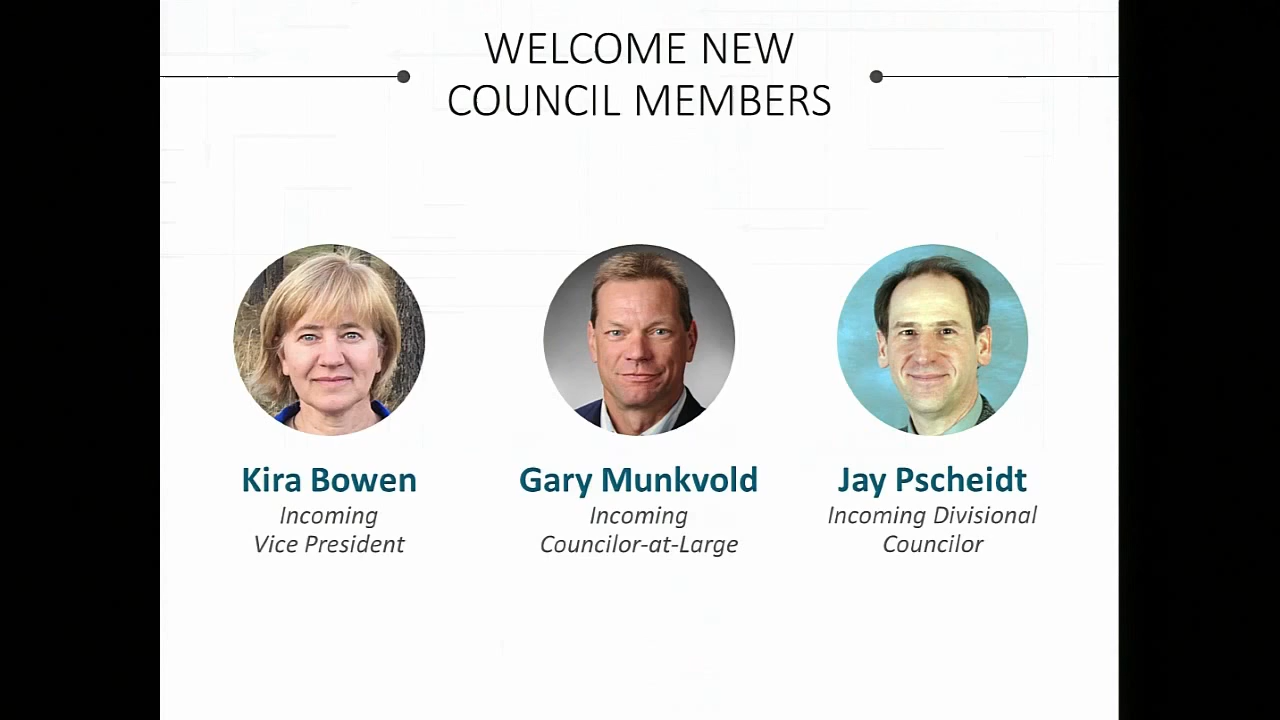 WELCOME NEW
COUNCIL MEMBERS
Kira Bowen
Incoming
Vice President
Gary Munkvold
Incoming
Councilor-at-Large
Jay Pscheidt
Incoming Divisional
Councilor